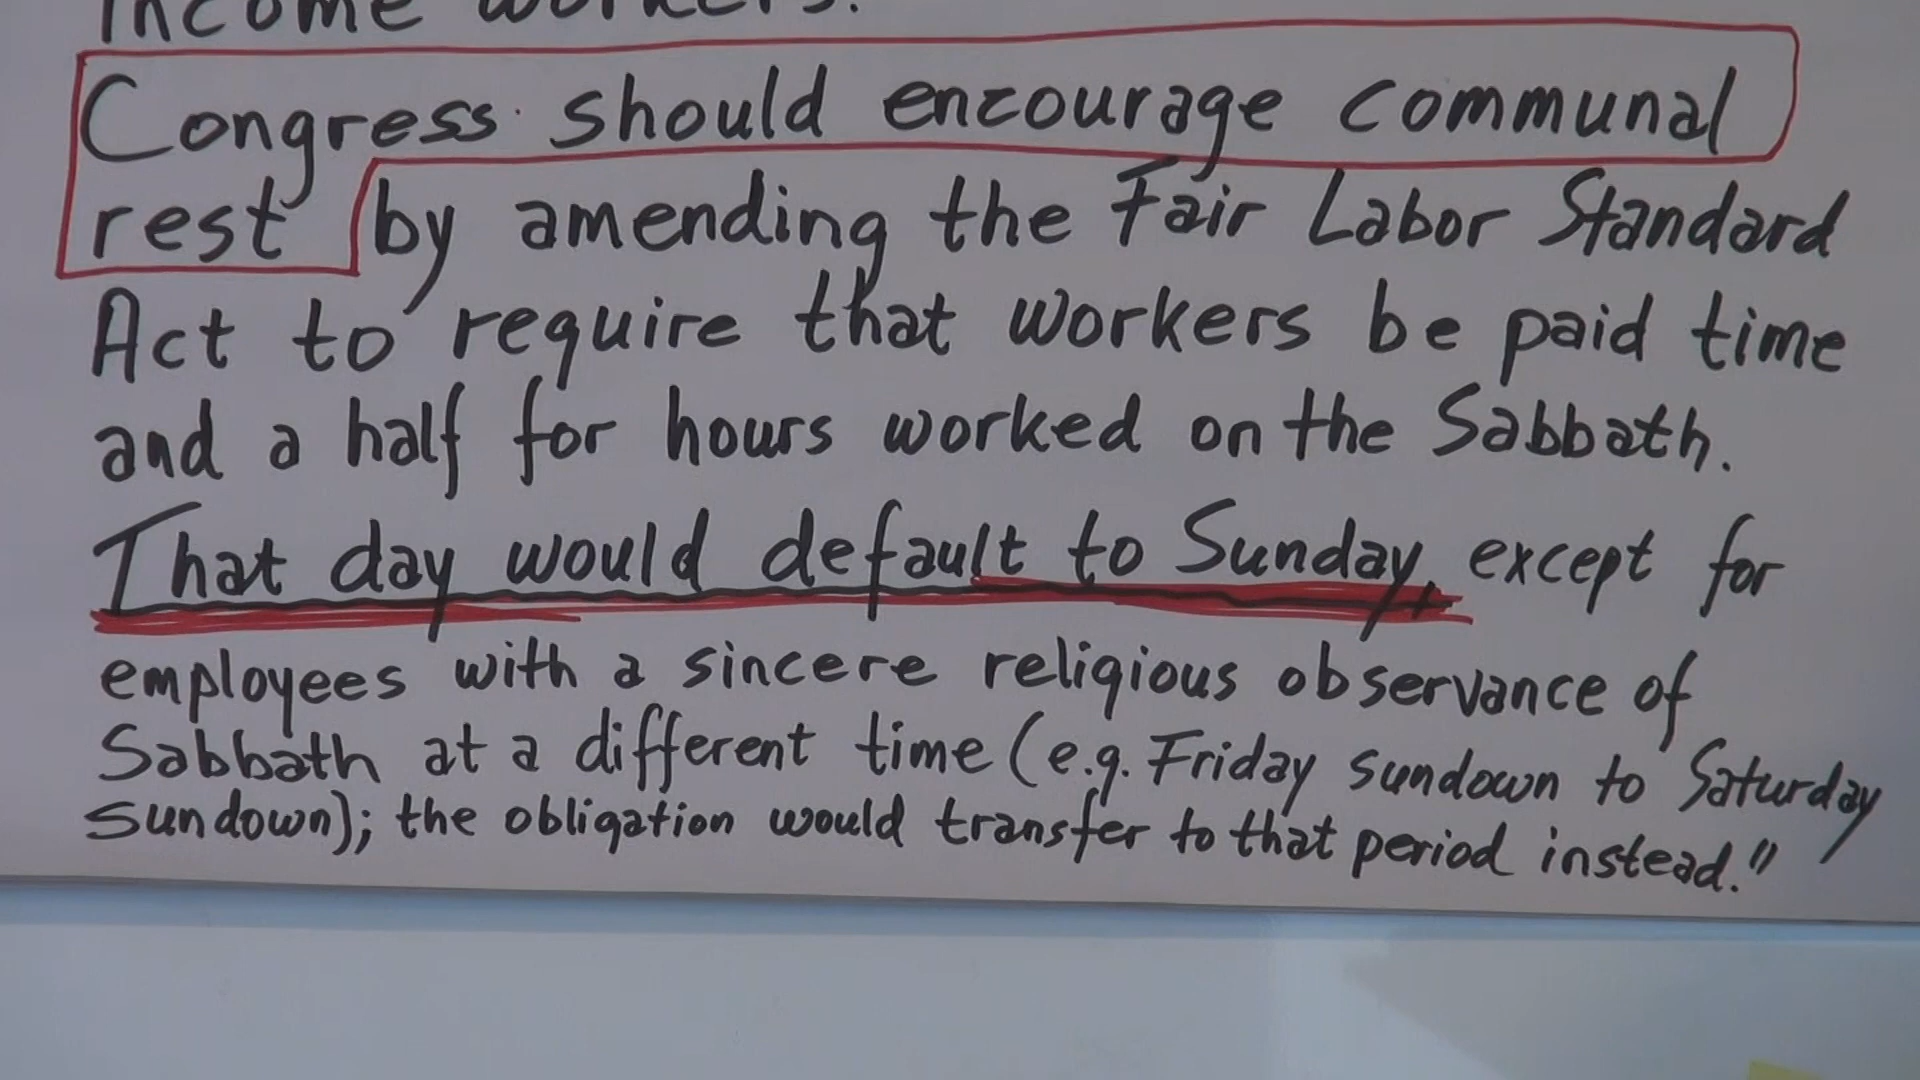 income workers.
Congress should encourage communal
rest by amending the Fair Labor Standard
Act to require that workers be paid time
and a half for hours worked on the Sabbath.
That day would default to Sunday, except for
employees with a sincere religious observance of
Sabbath at a different time (e.g. Friday sundown to Saturday
sundown); the obligation would transfer to that period instead."